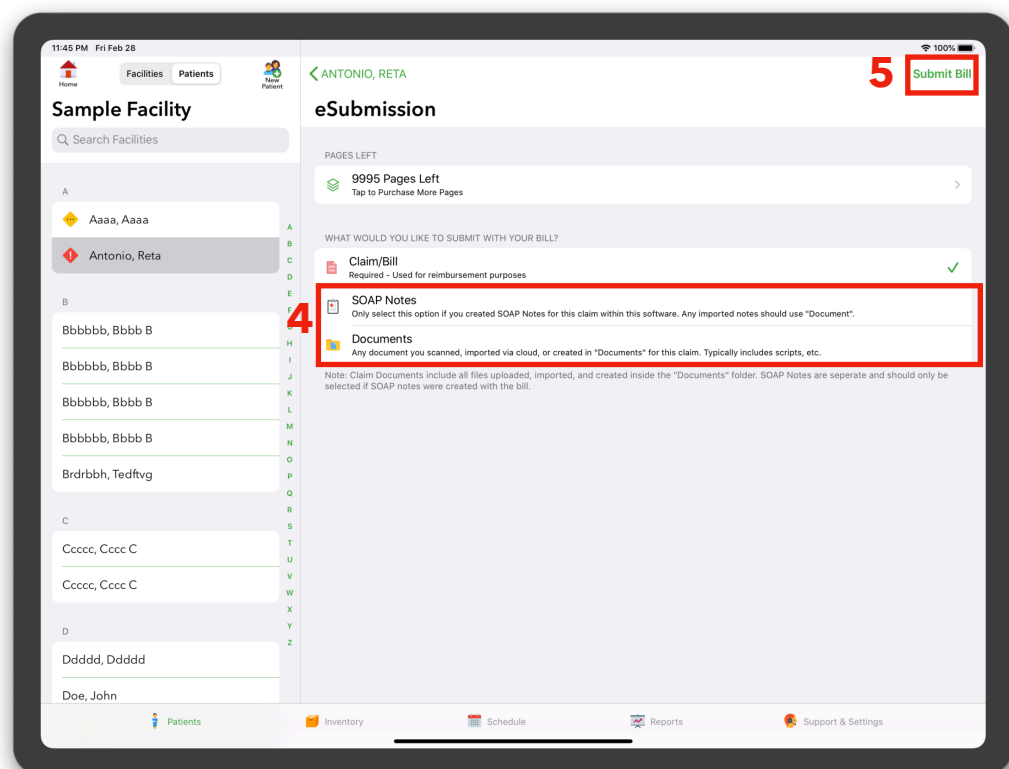 11:45 PM Fri Feb 28
100%
Home
Facilities
Patients
New
Patient
Sample Facility
Search Facilities
A
Aaaa, Aaaa
Antonio, Reta
B
Bbbbbb, Bbbb B
Bbbbbb, Bbbb B
Bbbbbb, Bbbb B
Bbbbbb, Bbbb B
Brdrbbh, Tedftvg
C
Ccccc, Cccc C
Ccccc, Cccc C
D
Ddddd, Ddddd
Doe, John
A
B
C
D
E
F
H
I
J
K
L
M
N
O
P
Q
R
S
T
U
V
W
X
Y
Z
ANTONIO, RETA
5
Submit Bill
eSubmission
PAGES LEFT
9995 Pages Left
Tap to Purchase More Pages
WHAT WOULD YOU LIKE TO SUBMIT WITH YOUR BILL?
Claim/Bill
Required - Used for reimbursement purposes
4
SOAP Notes
Only select this option if you created SOAP Notes for this claim within this software. Any imported notes should use "Document".
Documents
Any document you scanned, imported via cloud, or created in "Documents" for this claim. Typically includes scripts, etc.
Note: Claim Documents include all files uploaded, imported, and created inside the "Documents" folder. SOAP Notes are seperate and should only be
selected if SOAP notes were created with the bill.
Patients
Inventory
Schedule
Reports
Support & Settings